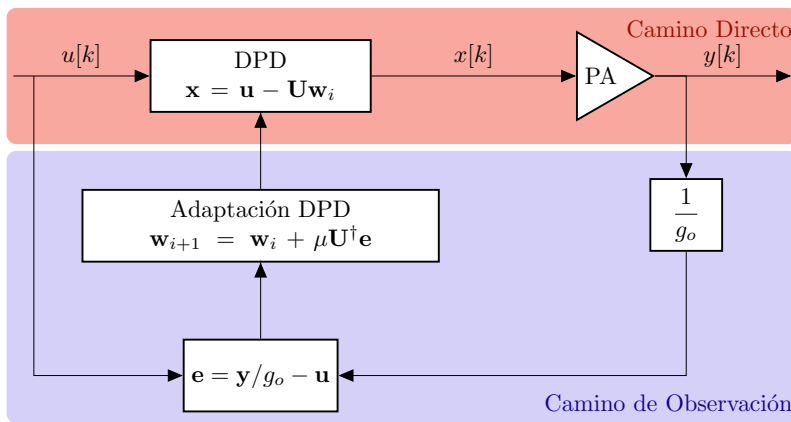 Camino Directo
u[k]
DPD
x = u − Uw_i
x[k]
PA
y[k]
Adaptación DPD
w_{i+1} = w_i + μU^†e
1/g_o
e = y/g_o − u
Camino de Observación